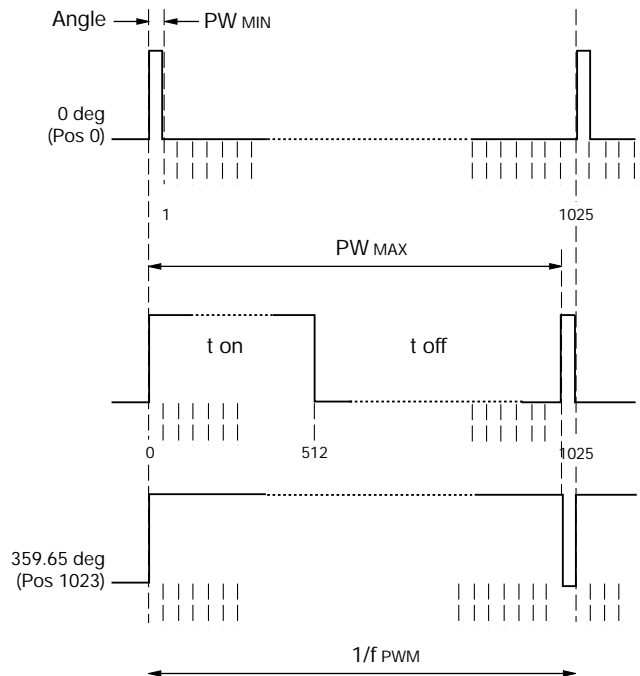 Angle
PW MIN
0 deg
(Pos 0)
1
1025
PW MAX
t on
t off
0
512
1025
359.65 deg
(Pos 1023)
1/f PWM